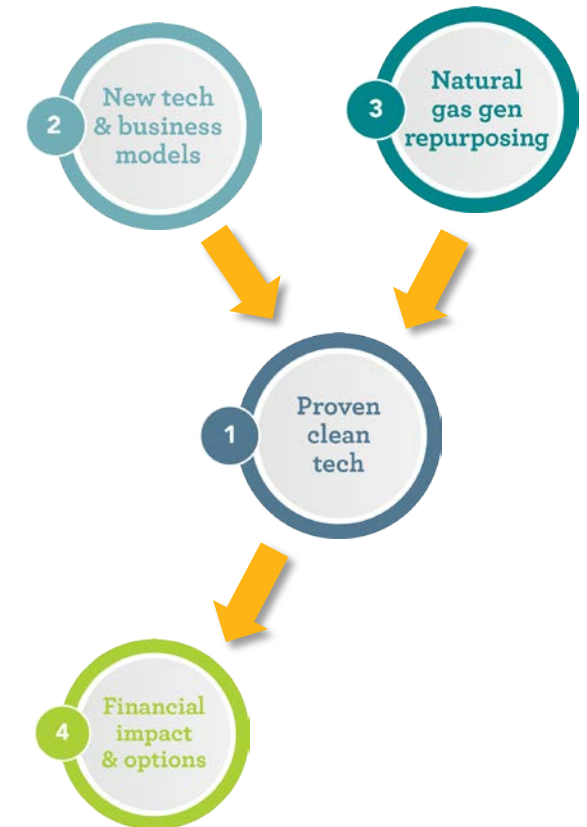 2
New tech
& business
models
3
Natural
gas gen
repurposing
1
Proven
clean
tech
4
Financial
impact
& options